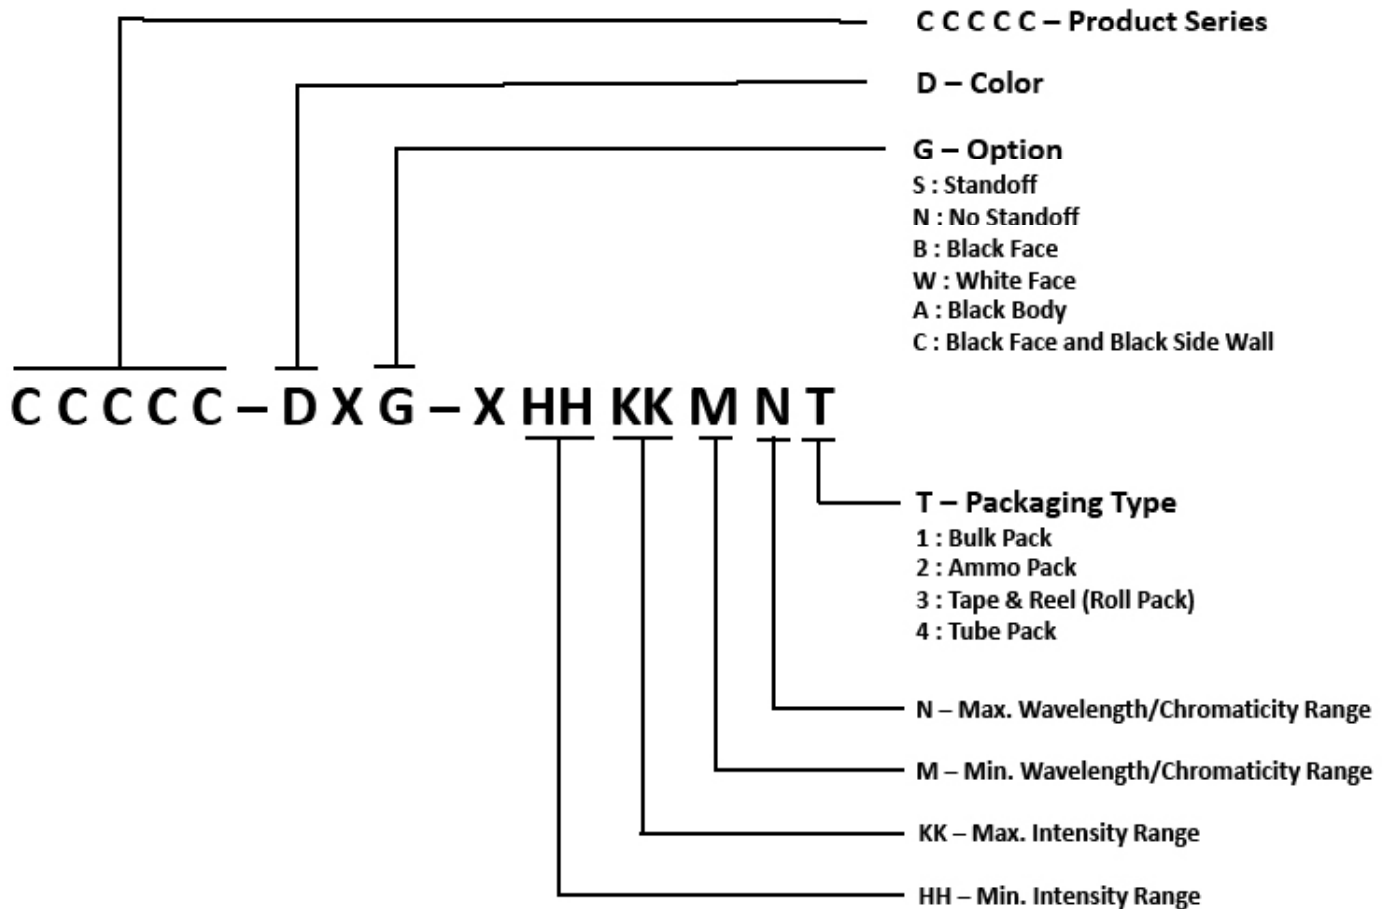 C C C C C – Product Series
D – Color
G – Option
S : Standoff
N : No Standoff
B : Black Face
W : White Face
A : Black Body
C : Black Face and Black Side Wall
C C C C C – D X G – X HH KK M N T
T – Packaging Type
1 : Bulk Pack
2 : Ammo Pack
3 : Tape & Reel (Roll Pack)
4 : Tube Pack
N – Max. Wavelength/Chromaticity Range
M – Min. Wavelength/Chromaticity Range
KK – Max. Intensity Range
HH – Min. Intensity Range